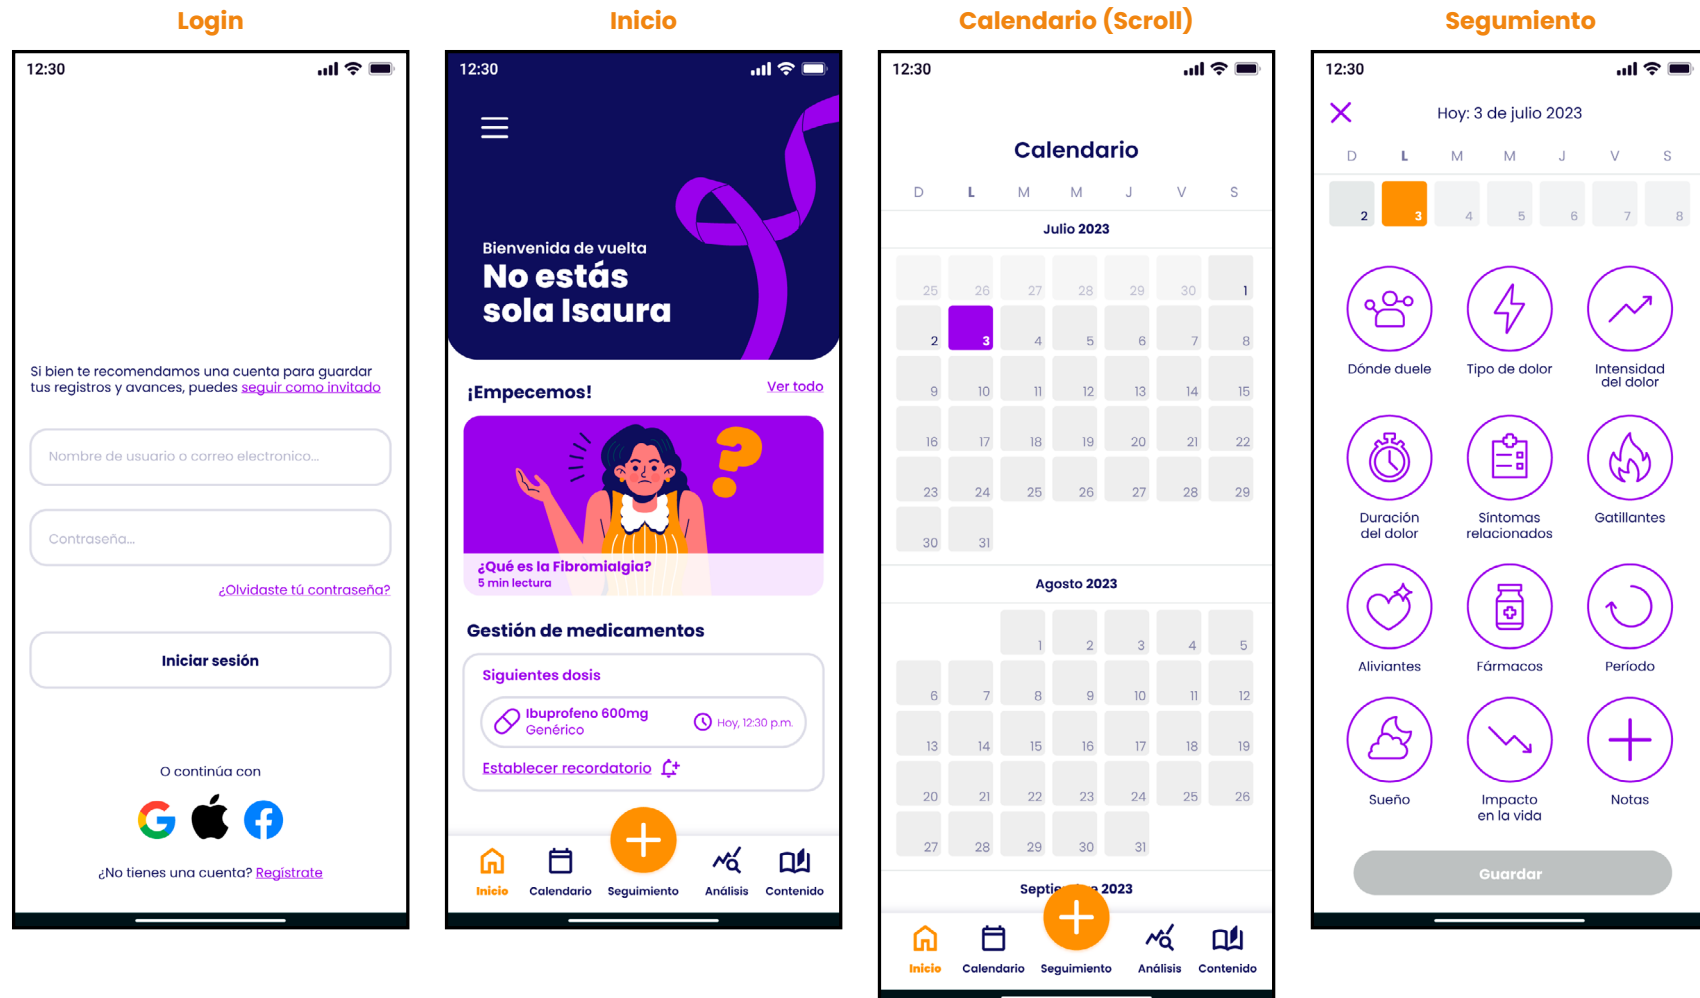 Login
12:30
Si bien te recomendamos una cuenta para guardar
tus registros y avances, puedes seguir como invitado
Nombre de usuario o correo electronico...
Contraseña...
¿Olvidaste tú contraseña?
Iniciar sesión
O continúa con
¿No tienes una cuenta? Regístrate
Inicio
12:30
Bienvenida de vuelta
No estás
sola Isaura
¡Empecemos!
Ver todo
¿Qué es la Fibromialgia?
5 min lectura
Gestión de medicamentos
Siguientes dosis
Ibuprofeno 600mg
Genérico
Hoy, 12:30 p.m.
Establecer recordatorio
Inicio Calendario Seguimiento Análisis Contenido
Calendario (Scroll)
12:30
Calendario
D L M M J V S
Julio 2023
25 26 27 28 29 30 1
2 3 4 5 6 7 8
9 10 11 12 13 14 15
16 17 18 19 20 21 22
23 24 25 26 27 28 29
30 31
Agosto 2023
1 2 3 4 5
6 7 8 9 10 11 12
13 14 15 16 17 18 19
20 21 22 23 24 25 26
27 28 29 30 31
Septiembre 2023
Inicio Calendario Seguimiento Análisis Contenido
Segumiento
12:30
Hoy: 3 de julio 2023
D L M M J V S
2 3 4 5 6 7 8
Dónde duele
Tipo de dolor
Intensidad
del dolor
Duración
del dolor
Síntomas
relacionados
Gatillantes
Aliviantes
Fármacos
Período
Sueño
Impacto
en la vida
Notas
Guardar